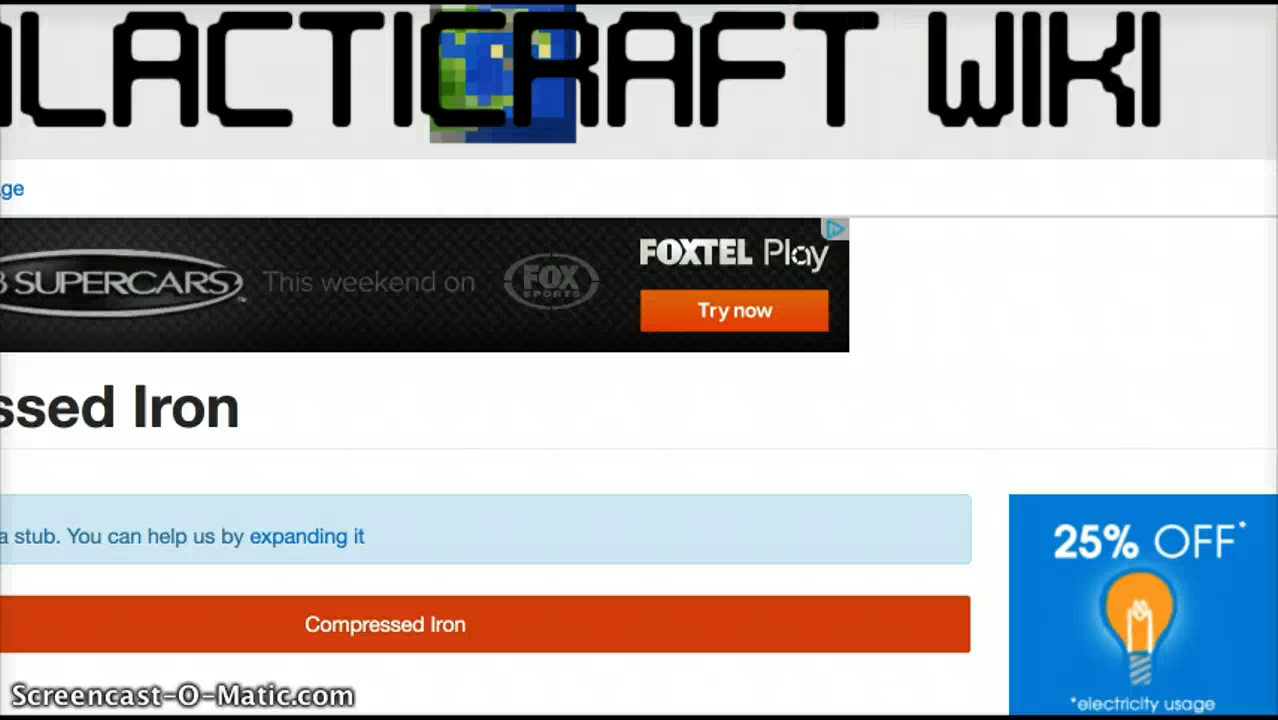 LACTICRAFT WIKI
ge
SUPERCARS
This weekend on
FOX
SPORTS
FOXTEL Play
Try now
ssed Iron
a stub. You can help us by expanding it
25% OFF*
Compressed Iron
*electricity usage
Screencast-O-Matic.com